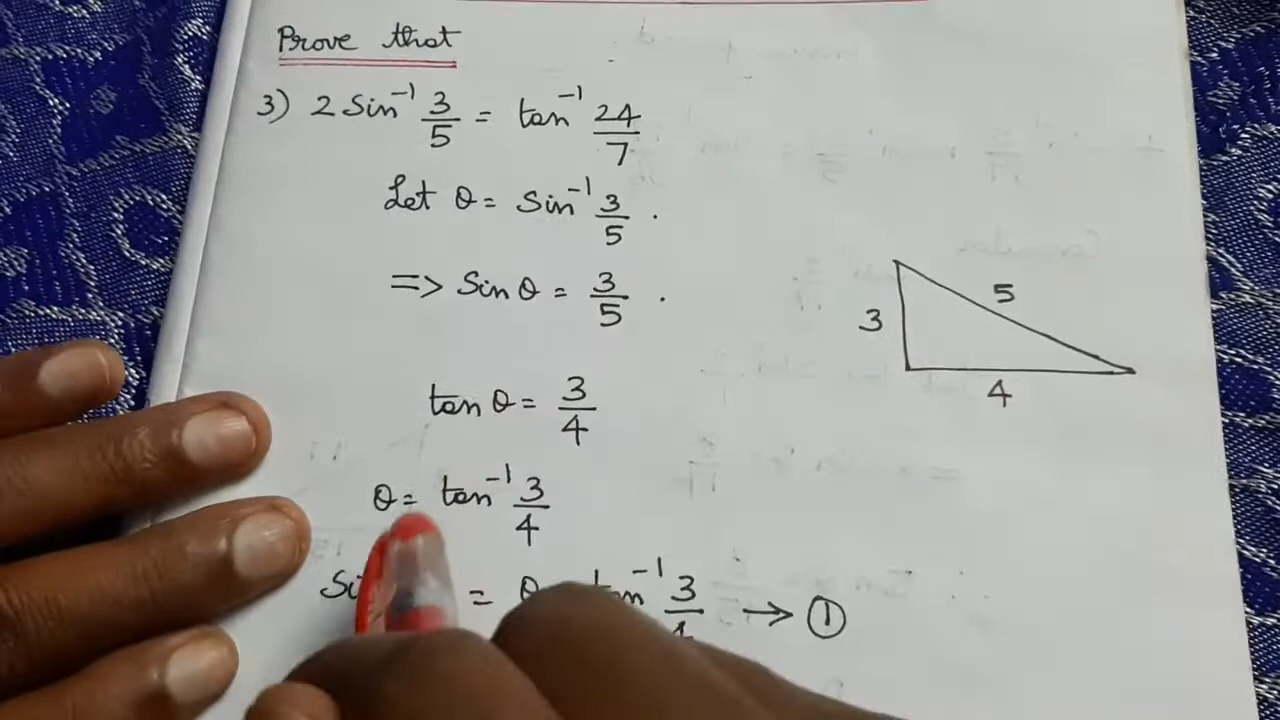 Prove that
3) 2 Sin⁻¹ 3/5 = tan⁻¹ 24/7
Let θ = Sin⁻¹ 3/5 .
=> Sin θ = 3/5 .
3
5
4
tan θ = 3/4
θ = tan⁻¹ 3/4
= tan⁻¹ 3/4 → ①